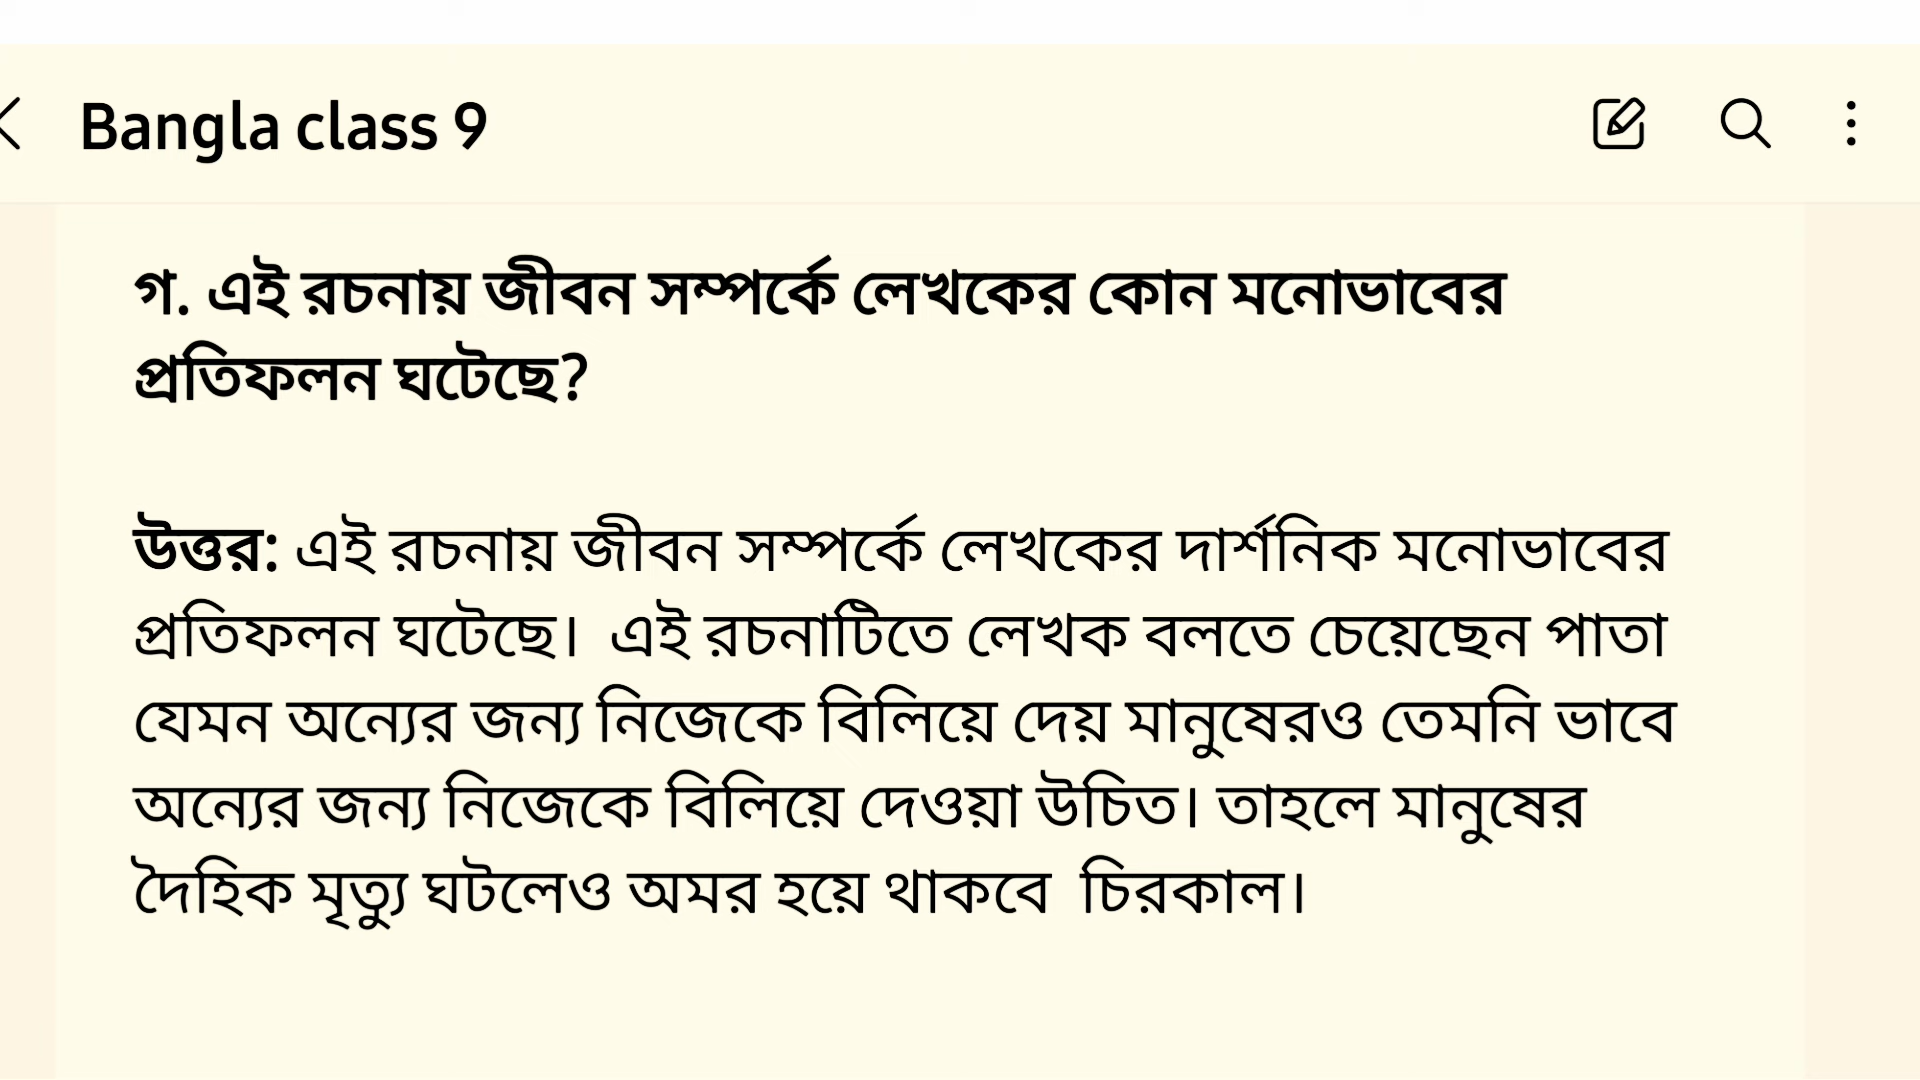 Bangla class 9
গ. এই রচনায় জীবন সম্পর্কে লেখকের কোন মনোভাবের
প্রতিফলন ঘটেছে?
উত্তর: এই রচনায় জীবন সম্পর্কে লেখকের দার্শনিক মনোভাবের
প্রতিফলন ঘটেছে।  এই রচনাটিতে লেখক বলতে চেয়েছেন পাতা
যেমন অন্যের জন্য নিজেকে বিলিয়ে দেয় মানুষেরও তেমনি ভাবে
অন্যের জন্য নিজেকে বিলিয়ে দেওয়া উচিত। তাহলে মানুষের
দৈহিক মৃত্যু ঘটলেও অমর হয়ে থাকবে  চিরকাল।